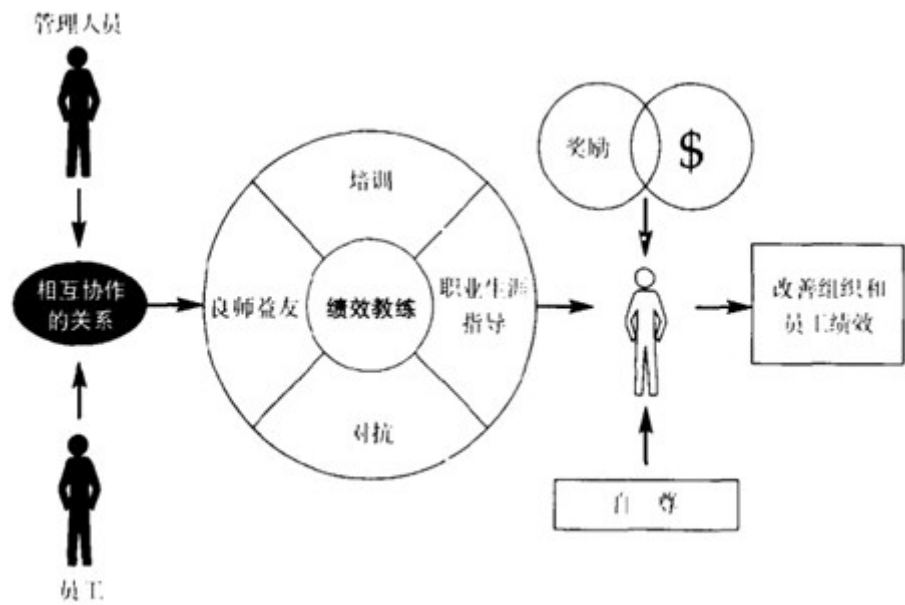 管理人员
相互协作
的关系
员工
培训
良师益友
绩效教练
职业生涯
指导
对抗
奖励
$
自尊
改善组织和
员工绩效